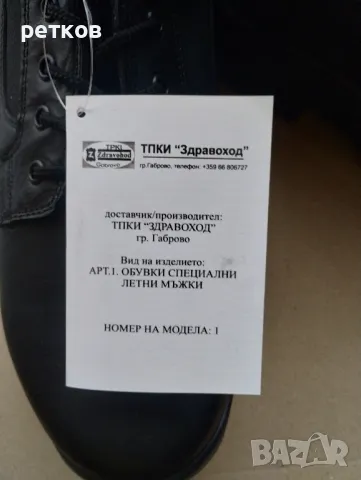 ретков
ТПКИ
Zdravohod
Gabrovo
ТПКИ “Здравоход”
гр.Габрово, телефон: +359 66 806727
доставчик/производител:
ТПКИ “ЗДРАВОХОД”
гр. Габрово
Вид на изделието:
АРТ.1. ОБУВКИ СПЕЦИАЛНИ
ЛЕТНИ МЪЖКИ
НОМЕР НА МОДЕЛА: 1
BAZAR
.bg